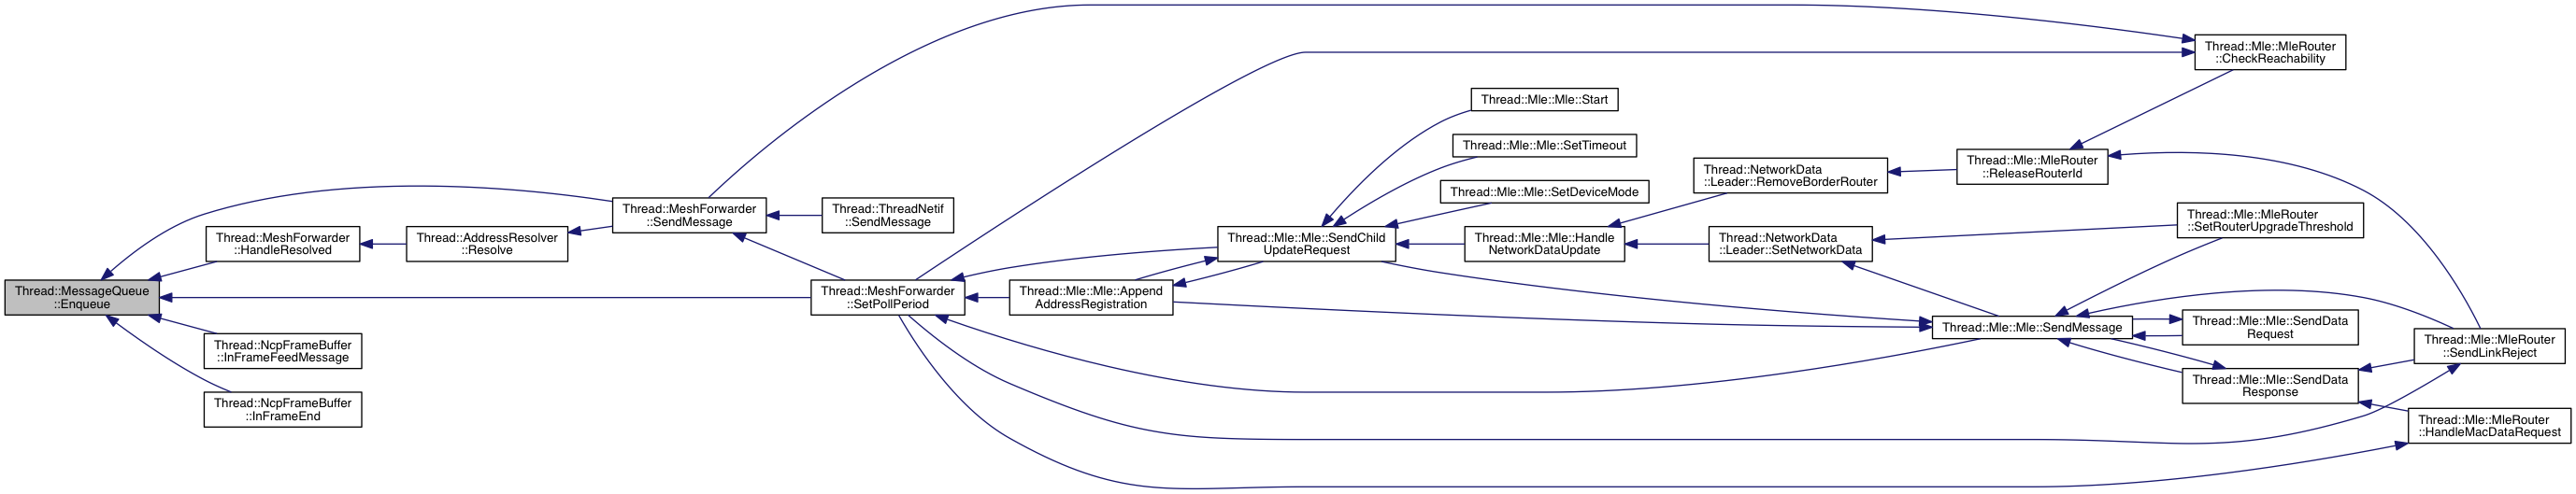 Thread::MessageQueue
::Enqueue
Thread::MeshForwarder
::HandleResolved
Thread::NcpFrameBuffer
::InFrameFeedMessage
Thread::NcpFrameBuffer
::InFrameEnd
Thread::AddressResolver
::Resolve
Thread::MeshForwarder
::SendMessage
Thread::ThreadNetif
::SendMessage
Thread::MeshForwarder
::SetPollPeriod
Thread::Mle::Mle::Append
AddressRegistration
Thread::Mle::Mle::SendChild
UpdateRequest
Thread::Mle::Mle::Start
Thread::Mle::Mle::SetTimeout
Thread::Mle::Mle::SetDeviceMode
Thread::Mle::Mle::Handle
NetworkDataUpdate
Thread::NetworkData
::Leader::RemoveBorderRouter
Thread::NetworkData
::Leader::SetNetworkData
Thread::Mle::MleRouter
::ReleaseRouterId
Thread::Mle::Mle::SendMessage
Thread::Mle::MleRouter
::CheckReachability
Thread::Mle::MleRouter
::SetRouterUpgradeThreshold
Thread::Mle::Mle::SendData
Request
Thread::Mle::Mle::SendData
Response
Thread::Mle::MleRouter
::SendLinkReject
Thread::Mle::MleRouter
::HandleMacDataRequest